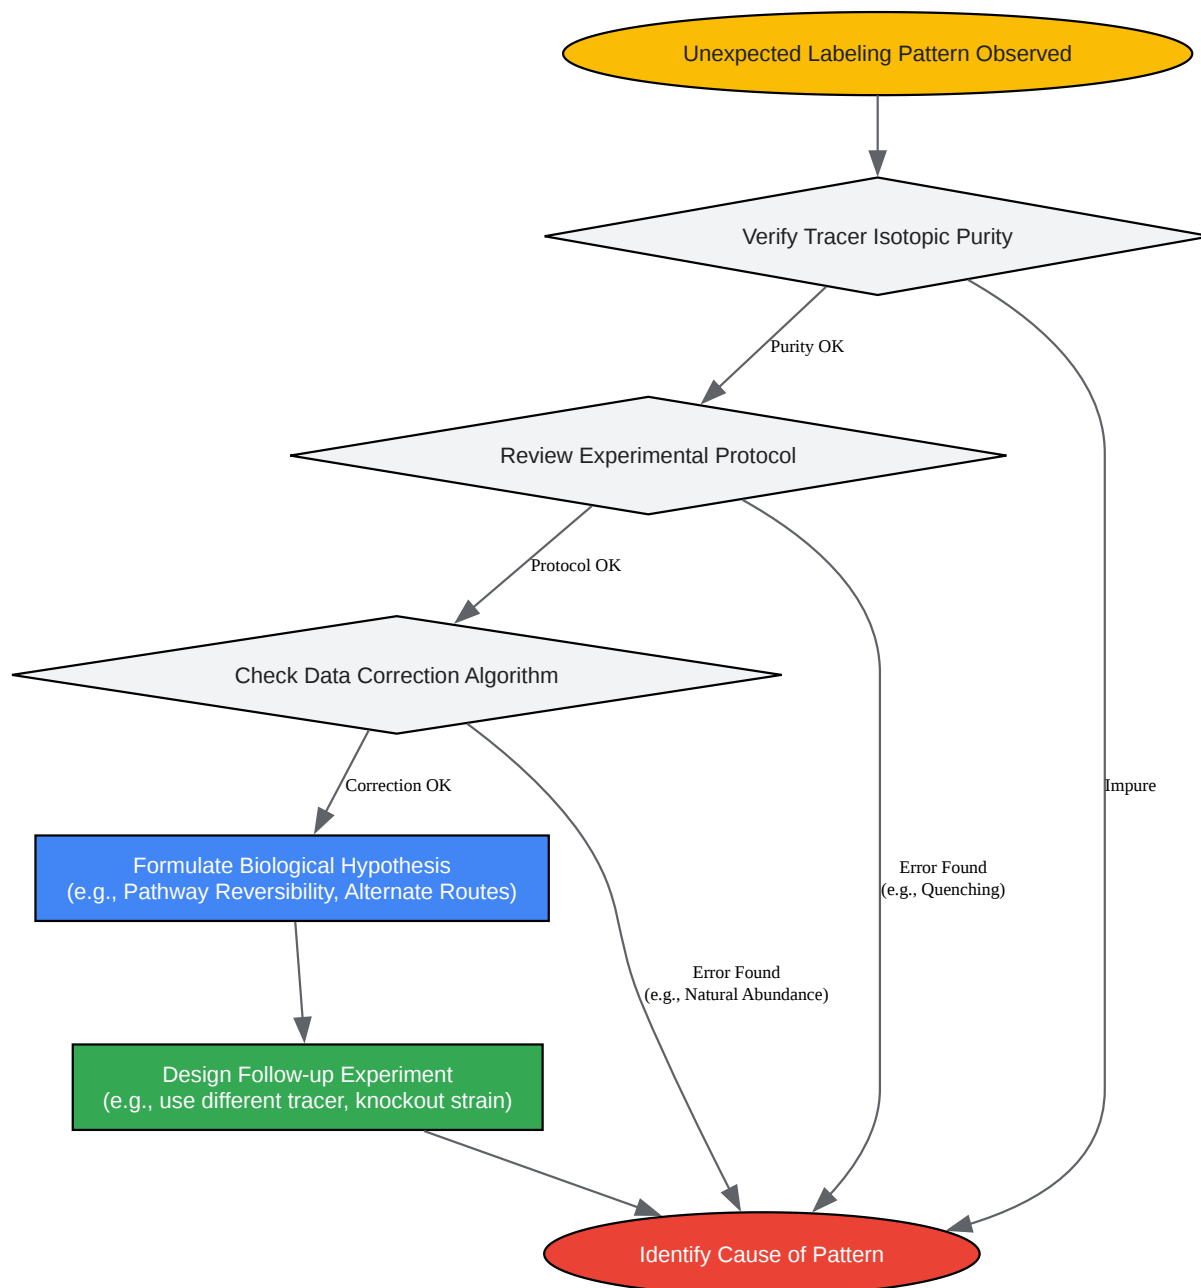 Unexpected Labeling Pattern Observed
Verify Tracer Isotopic Purity
Purity OK
Review Experimental Protocol
Protocol OK
Check Data Correction Algorithm
Correction OK
Impure
Formulate Biological Hypothesis
(e.g., Pathway Reversibility, Alternate Routes)
Error Found
(e.g., Quenching)
Error Found
(e.g., Natural Abundance)
Design Follow-up Experiment
(e.g., use different tracer, knockout strain)
Identify Cause of Pattern